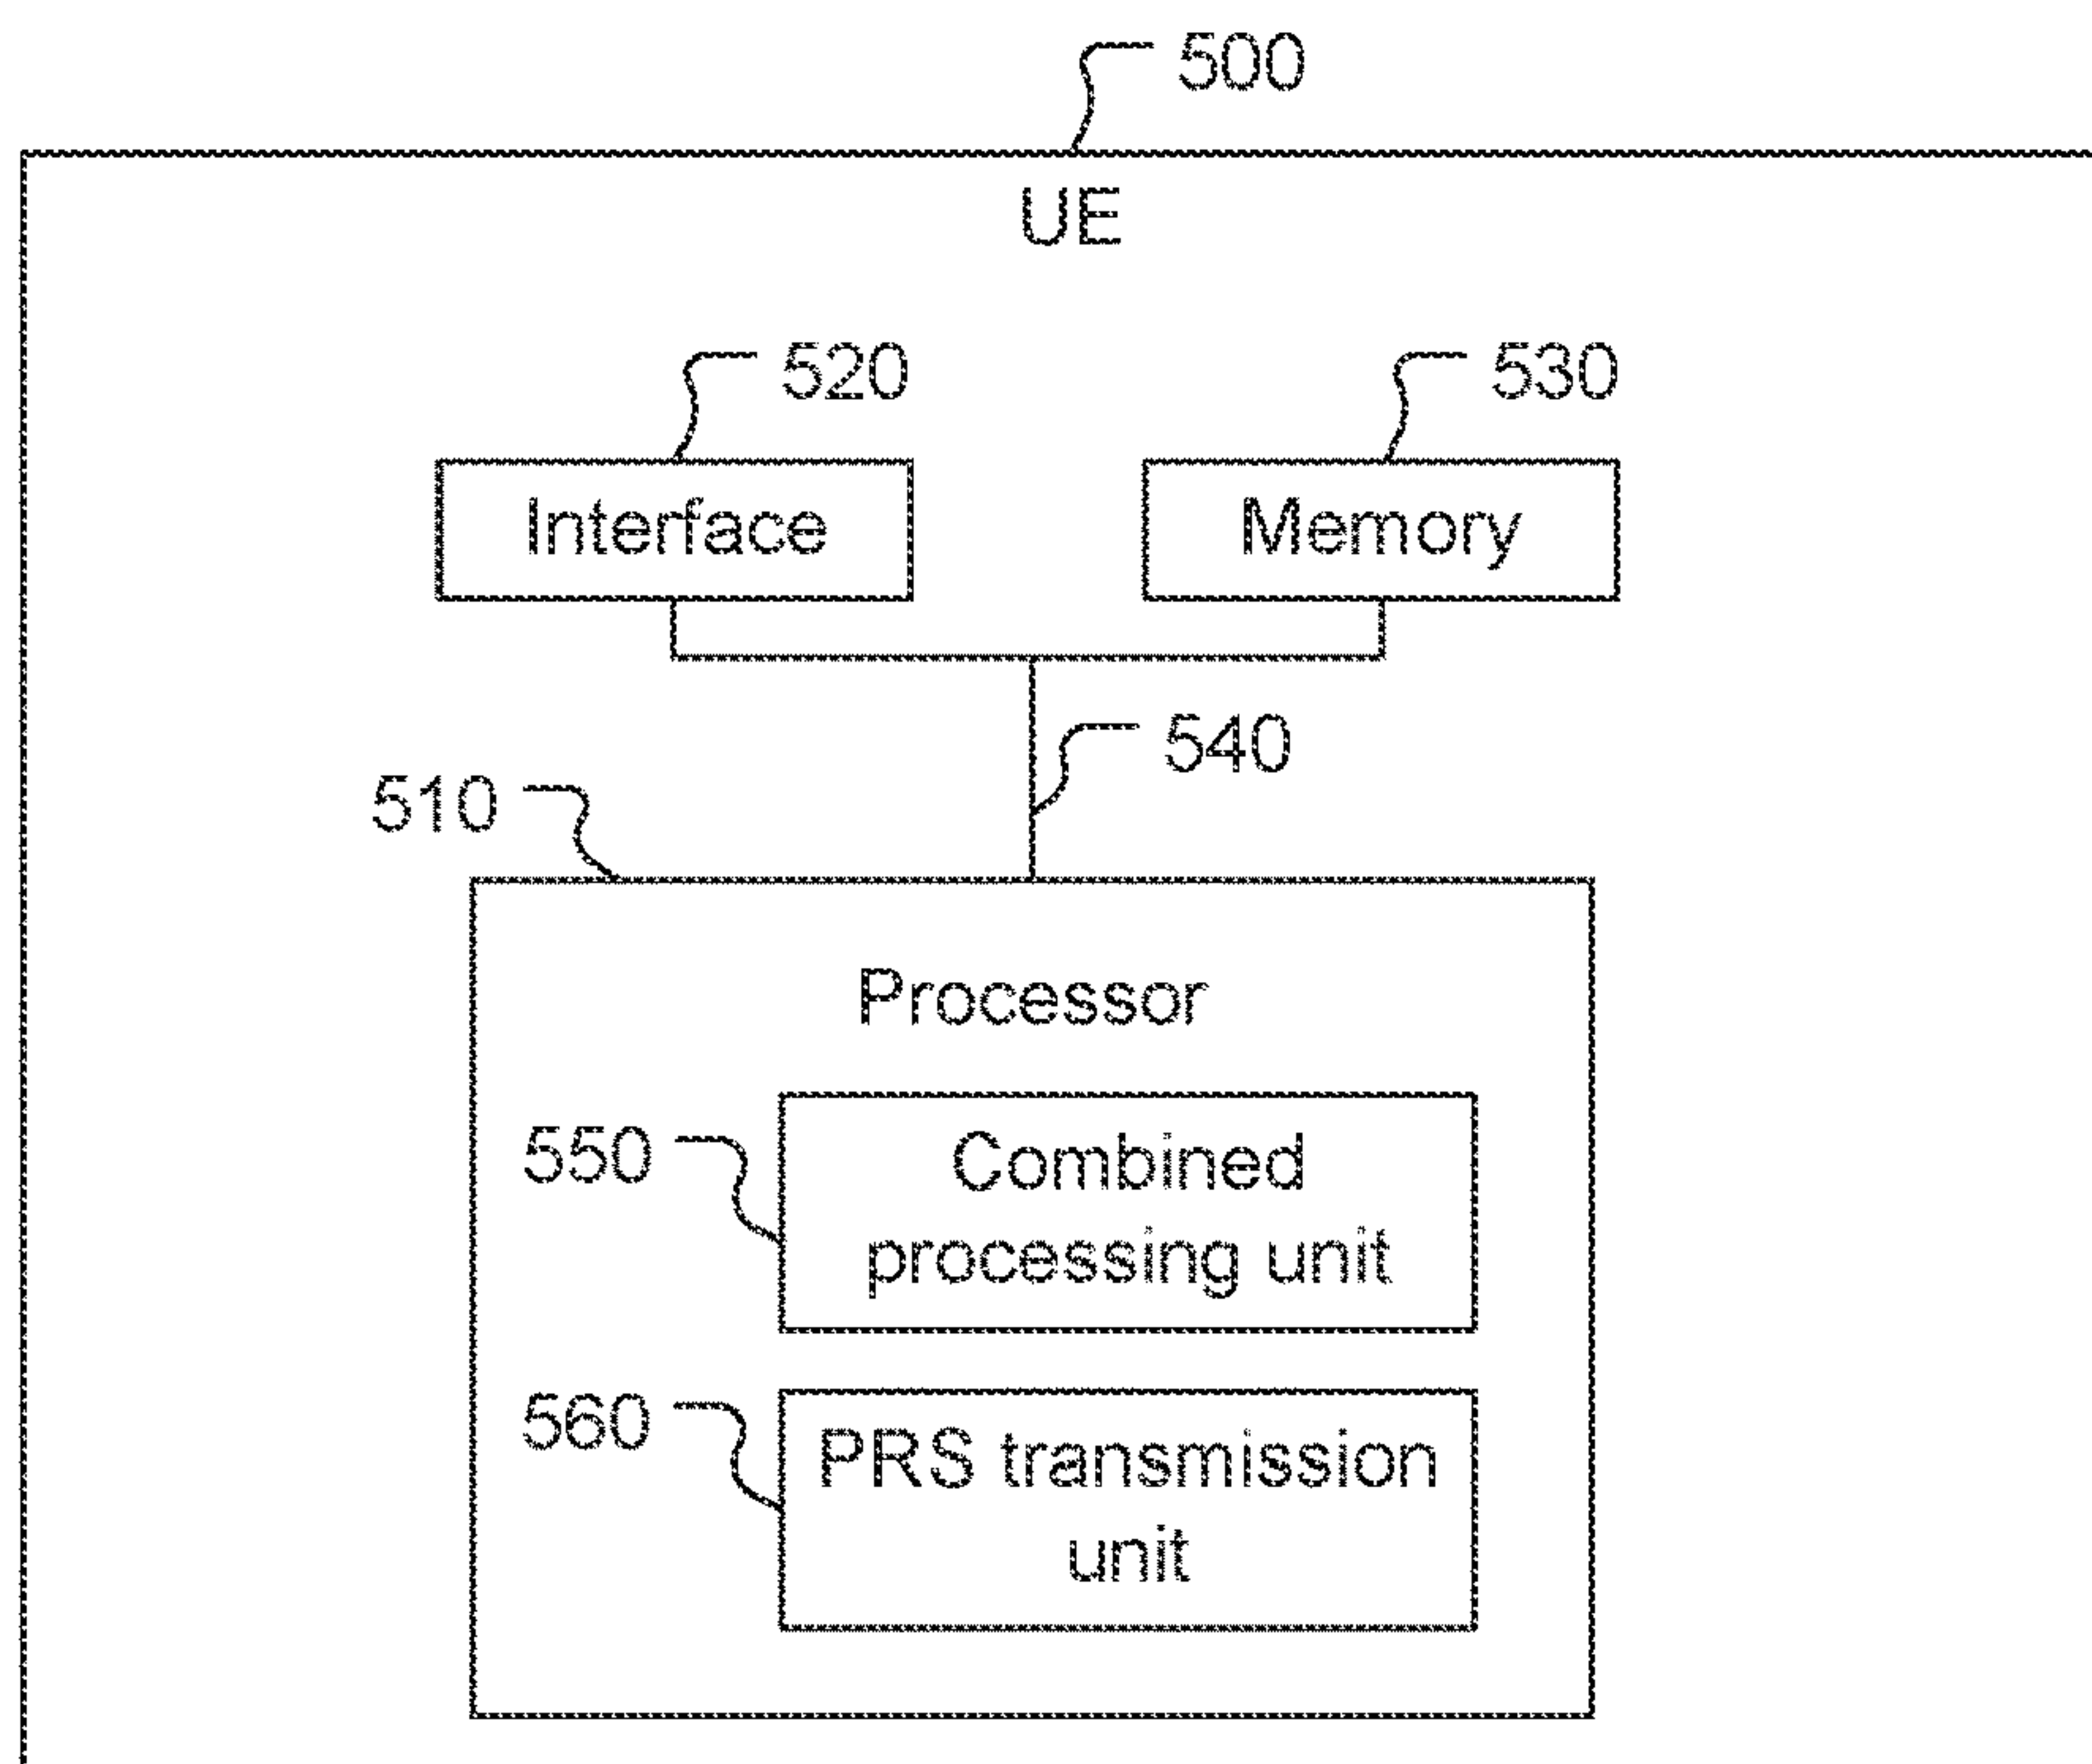 500
UE
520
530
Interface
Memory
540
510
Processor
550
Combined
processing unit
560
PRS transmission
unit